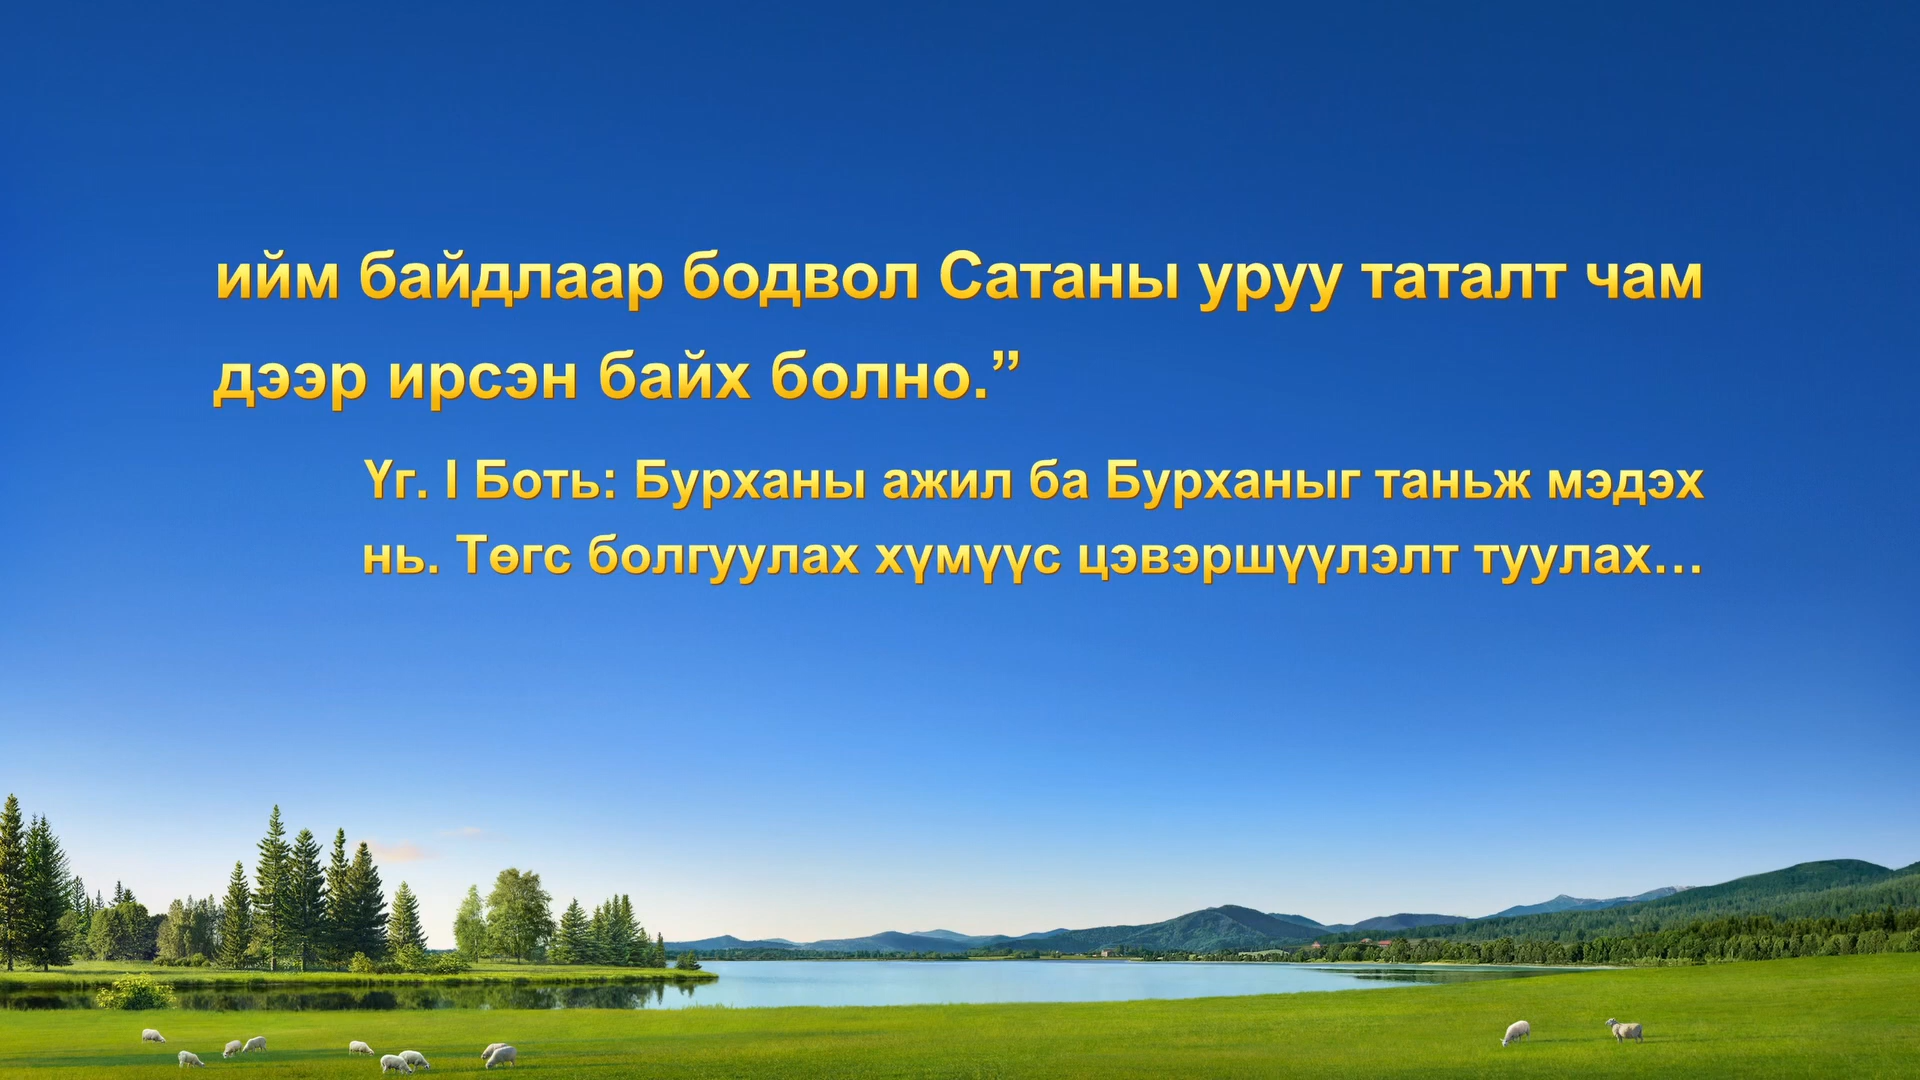 ийм байдлаар бодвол Сатаны уруу таталт чам
дээр ирсэн байх болно.”
Үг. I Боть: Бурханы ажил ба Бурханыг таньж мэдэх
нь. Төгс болгуулах хүмүүс цэвэршүүлэлт туулах…